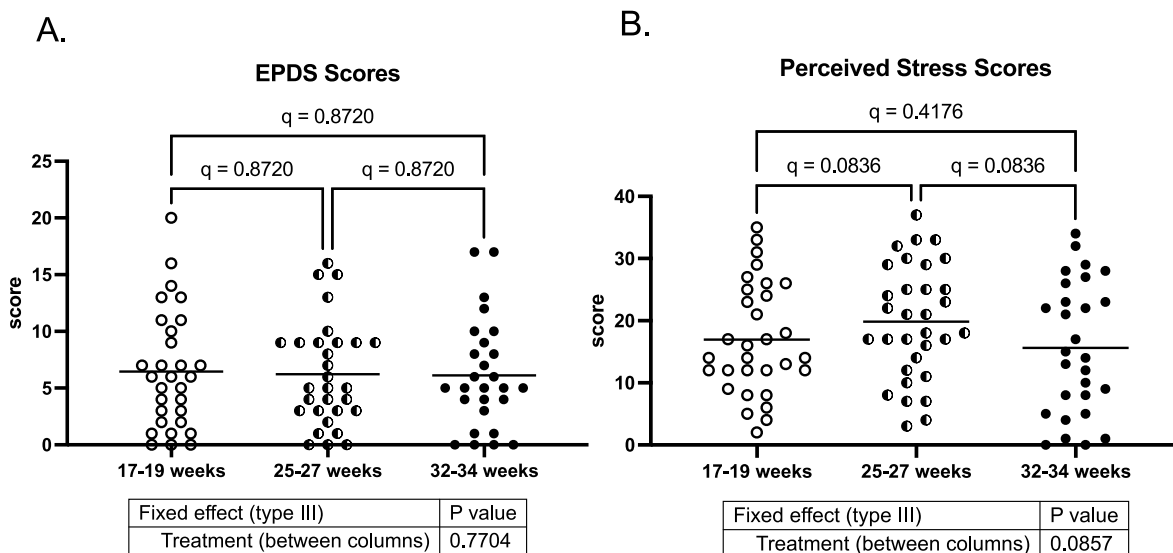 A.
EPDS Scores
q = 0.8720
q = 0.8720 q = 0.8720
25
20
15
10
5
0
score
17-19 weeks 25-27 weeks 32-34 weeks
Fixed effect (type III) P value
Treatment (between columns) 0.7704
B.
Perceived Stress Scores
q = 0.4176
q = 0.0836 q = 0.0836
40
30
20
10
0
score
17-19 weeks 25-27 weeks 32-34 weeks
Fixed effect (type III) P value
Treatment (between columns) 0.0857